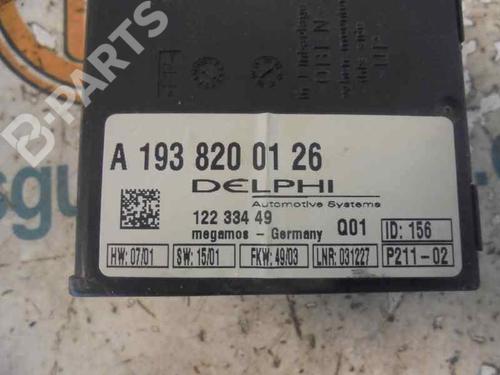 OBEN
A 193 820 01 26
DELPHI
Automotive Systems
122 334 49
megamos - Germany
Q01
ID: 156
HW: 07/01
SW: 15/01
FKW: 49/03
LNR: 031227
P211-02